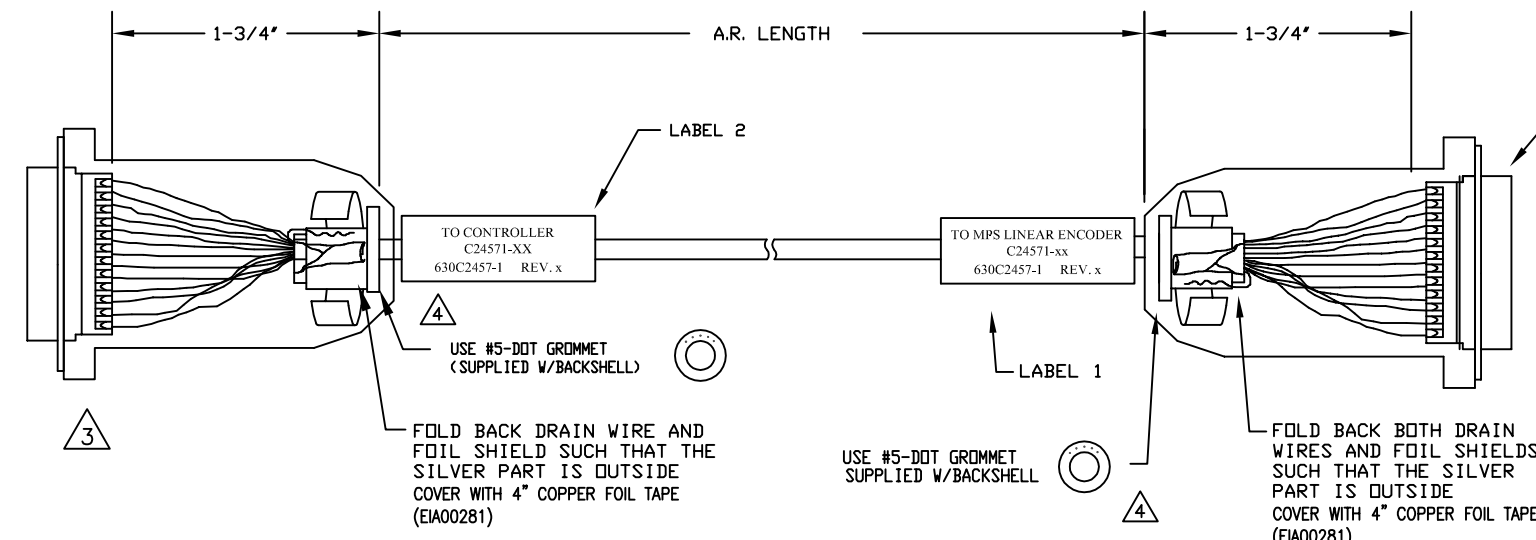 1-3/4"
A.R. LENGTH
1-3/4"
LABEL 2
TO CONTROLLER
C24571-XX
630C2457-1 REV. x
TO MPS LINEAR ENCODER
C24571-xx
630C2457-1 REV. x
4
USE #5-DOT GROMMET
(SUPPLIED W/BACKSHELL)
LABEL 1
3
FOLD BACK DRAIN WIRE AND
FOIL SHIELD SUCH THAT THE
SILVER PART IS OUTSIDE
COVER WITH 4" COPPER FOIL TAPE
(EIA00281)
USE #5-DOT GROMMET
SUPPLIED W/BACKSHELL
4
FOLD BACK BOTH DRAIN
WIRES AND FOIL SHIELDS
SUCH THAT THE SILVER
PART IS OUTSIDE
COVER WITH 4" COPPER FOIL TAPE
(EIA00281)